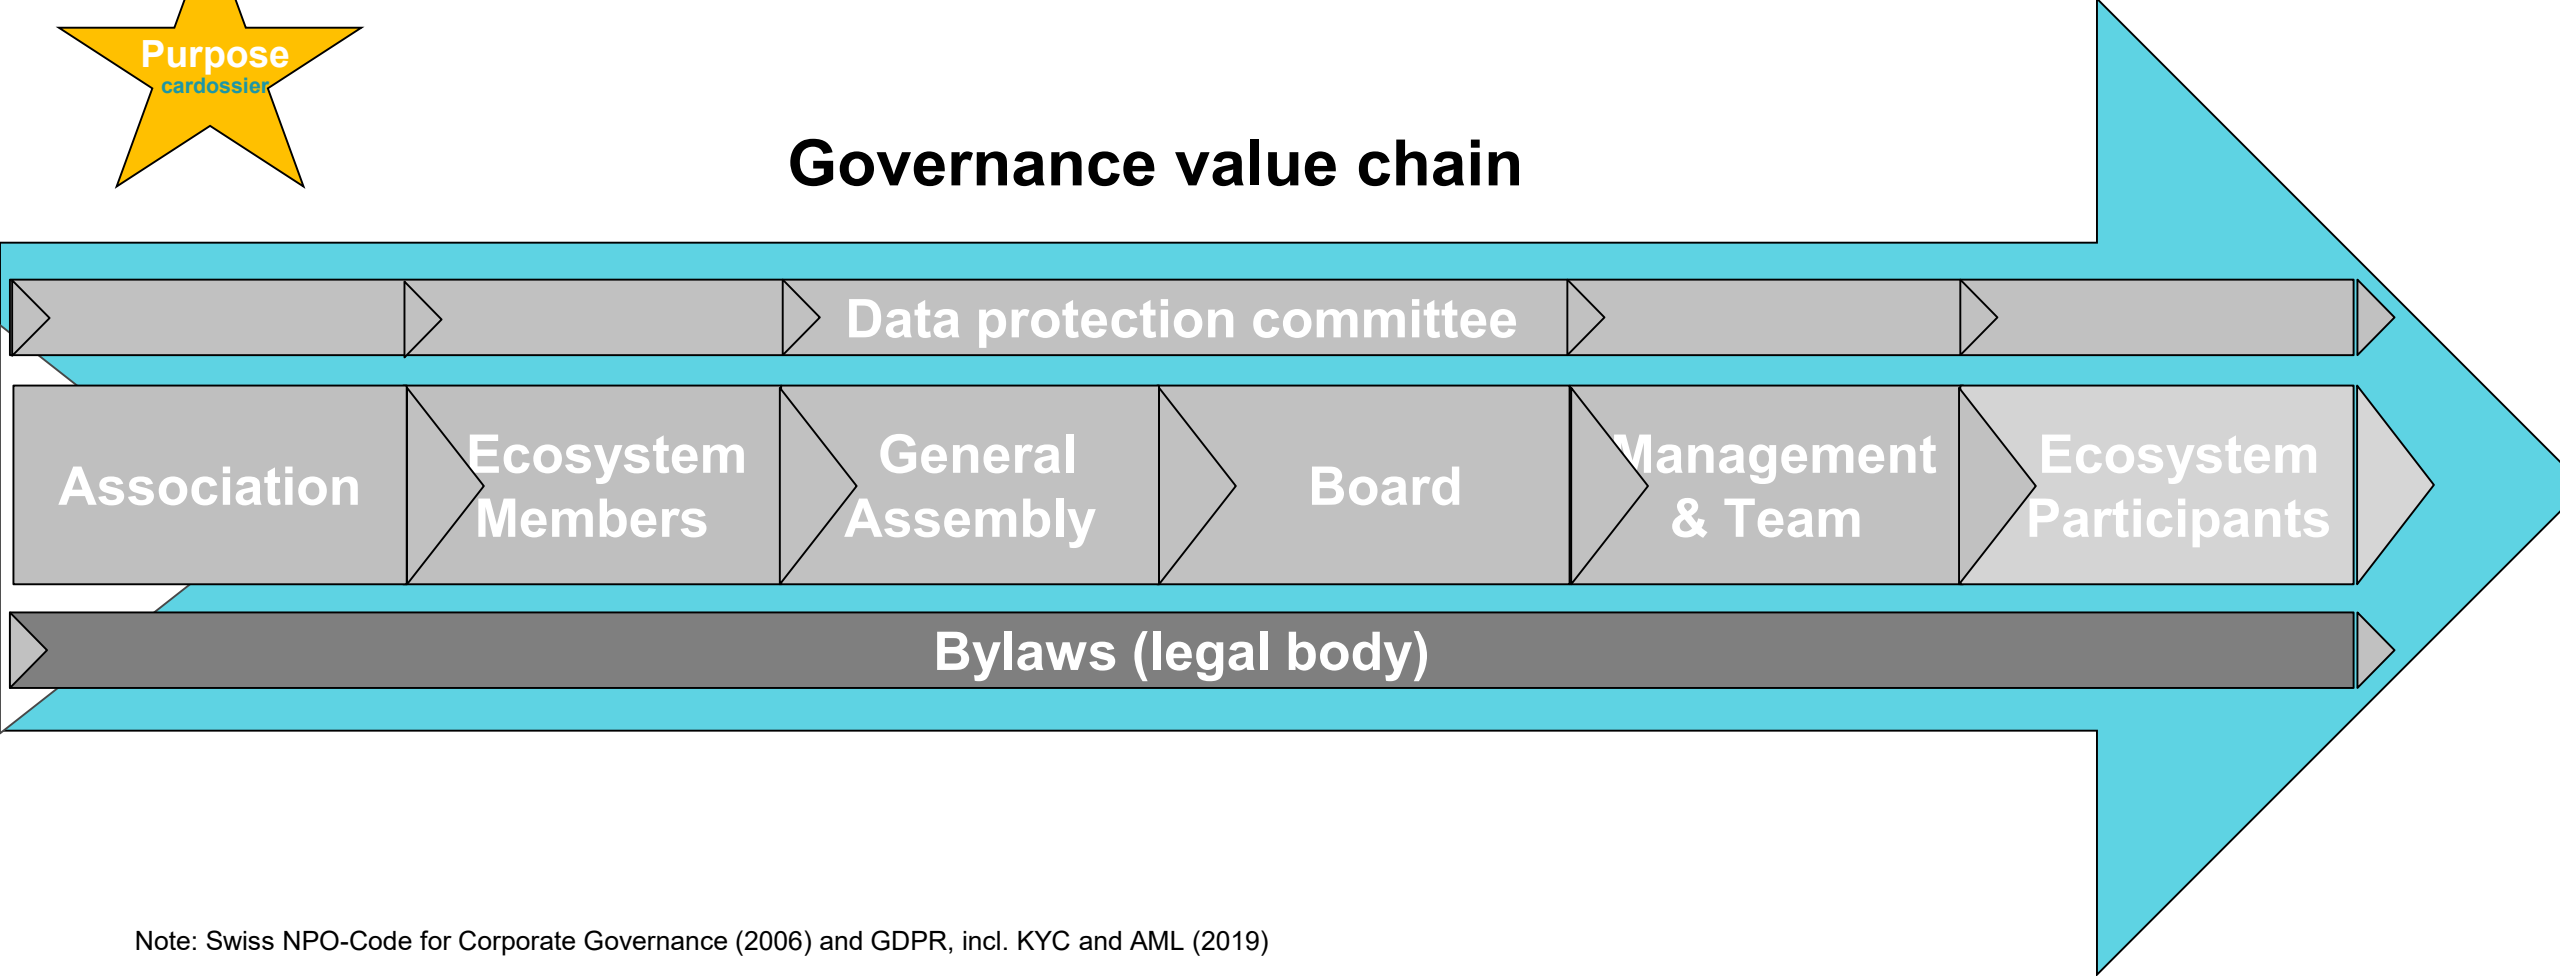 Purpose
cardossier
Governance value chain
Data protection committee
Association
Ecosystem
Members
General
Assembly
Board
Management
& Team
Ecosystem
Participants
Bylaws (legal body)
Note: Swiss NPO-Code for Corporate Governance (2006) and GDPR, incl. KYC and AML (2019)